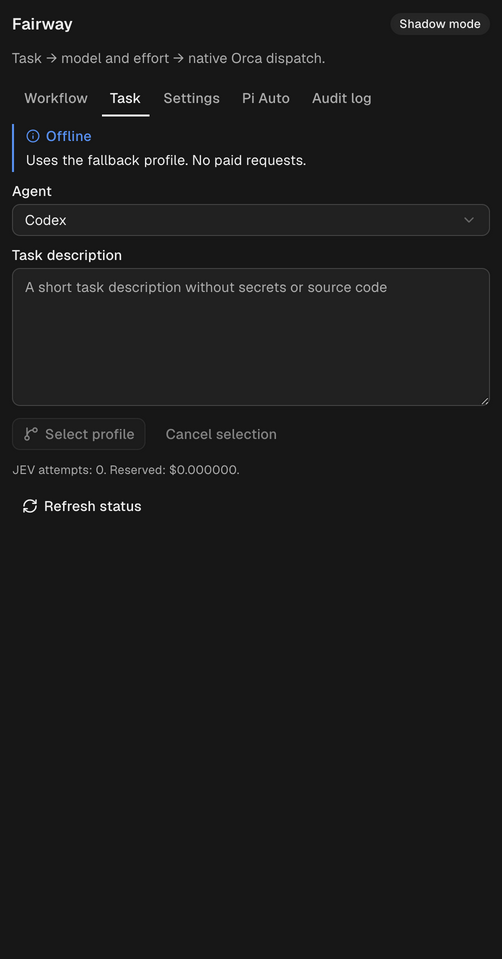 Fairway
Shadow mode
Task → model and effort → native Orca dispatch.
Workflow
Task
Settings
Pi Auto
Audit log
Offline
Uses the fallback profile. No paid requests.
Agent
Codex
Task description
A short task description without secrets or source code
Select profile
Cancel selection
JEV attempts: 0. Reserved: $0.000000.
Refresh status